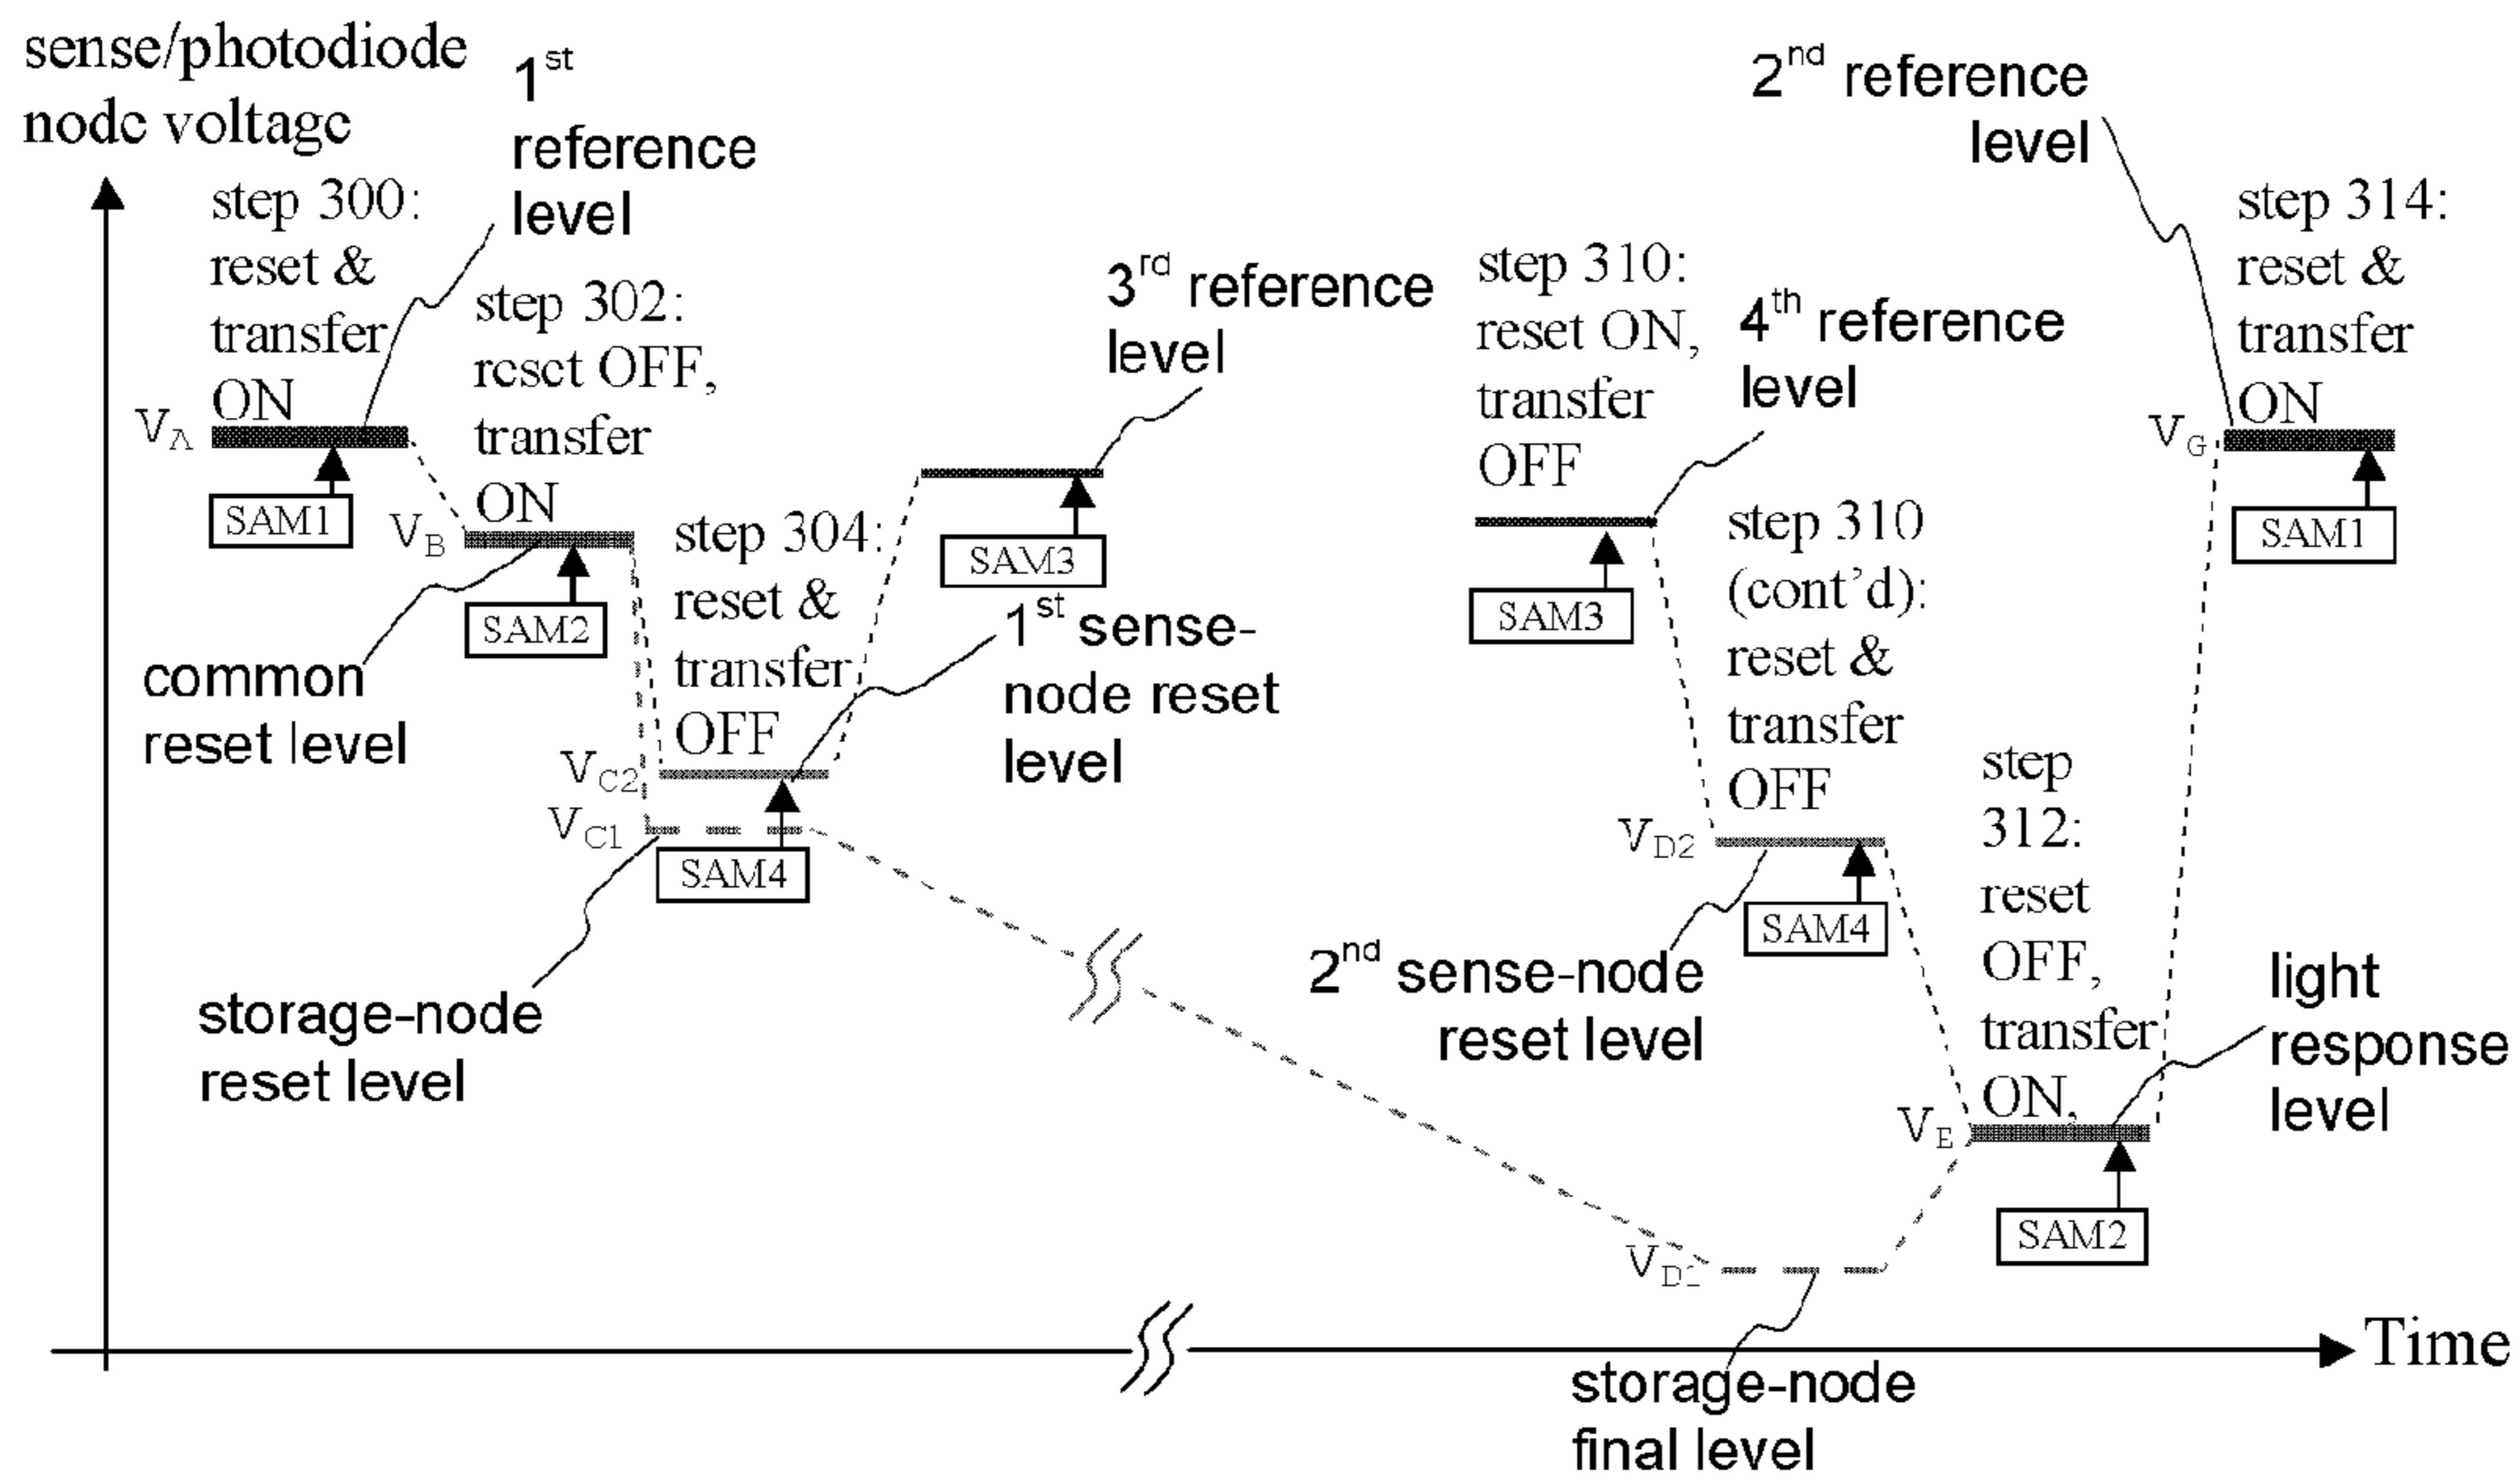 sense/photodiode
node voltage
1st
reference
level
step 300:
reset &
transfer
ON
VA
SAM1
step 302:
reset OFF,
transfer
ON
VB
SAM2
common
reset level
step 304:
reset &
transfer
OFF
VC2
VC1
SAM4
storage-node
reset level
3rd reference
level
SAM3
1st sense-
node reset
level
step 310:
reset ON,
transfer
OFF
SAM3
4th reference
level
step 310
(cont'd):
reset &
transfer
OFF
VD2
SAM4
2nd sense-node
reset level
VD1
storage-node
final level
step
312:
reset
OFF,
transfer
ON,
VE
SAM2
light
response
level
2nd reference
level
step 314:
reset &
transfer
ON
VG
SAM1
Time